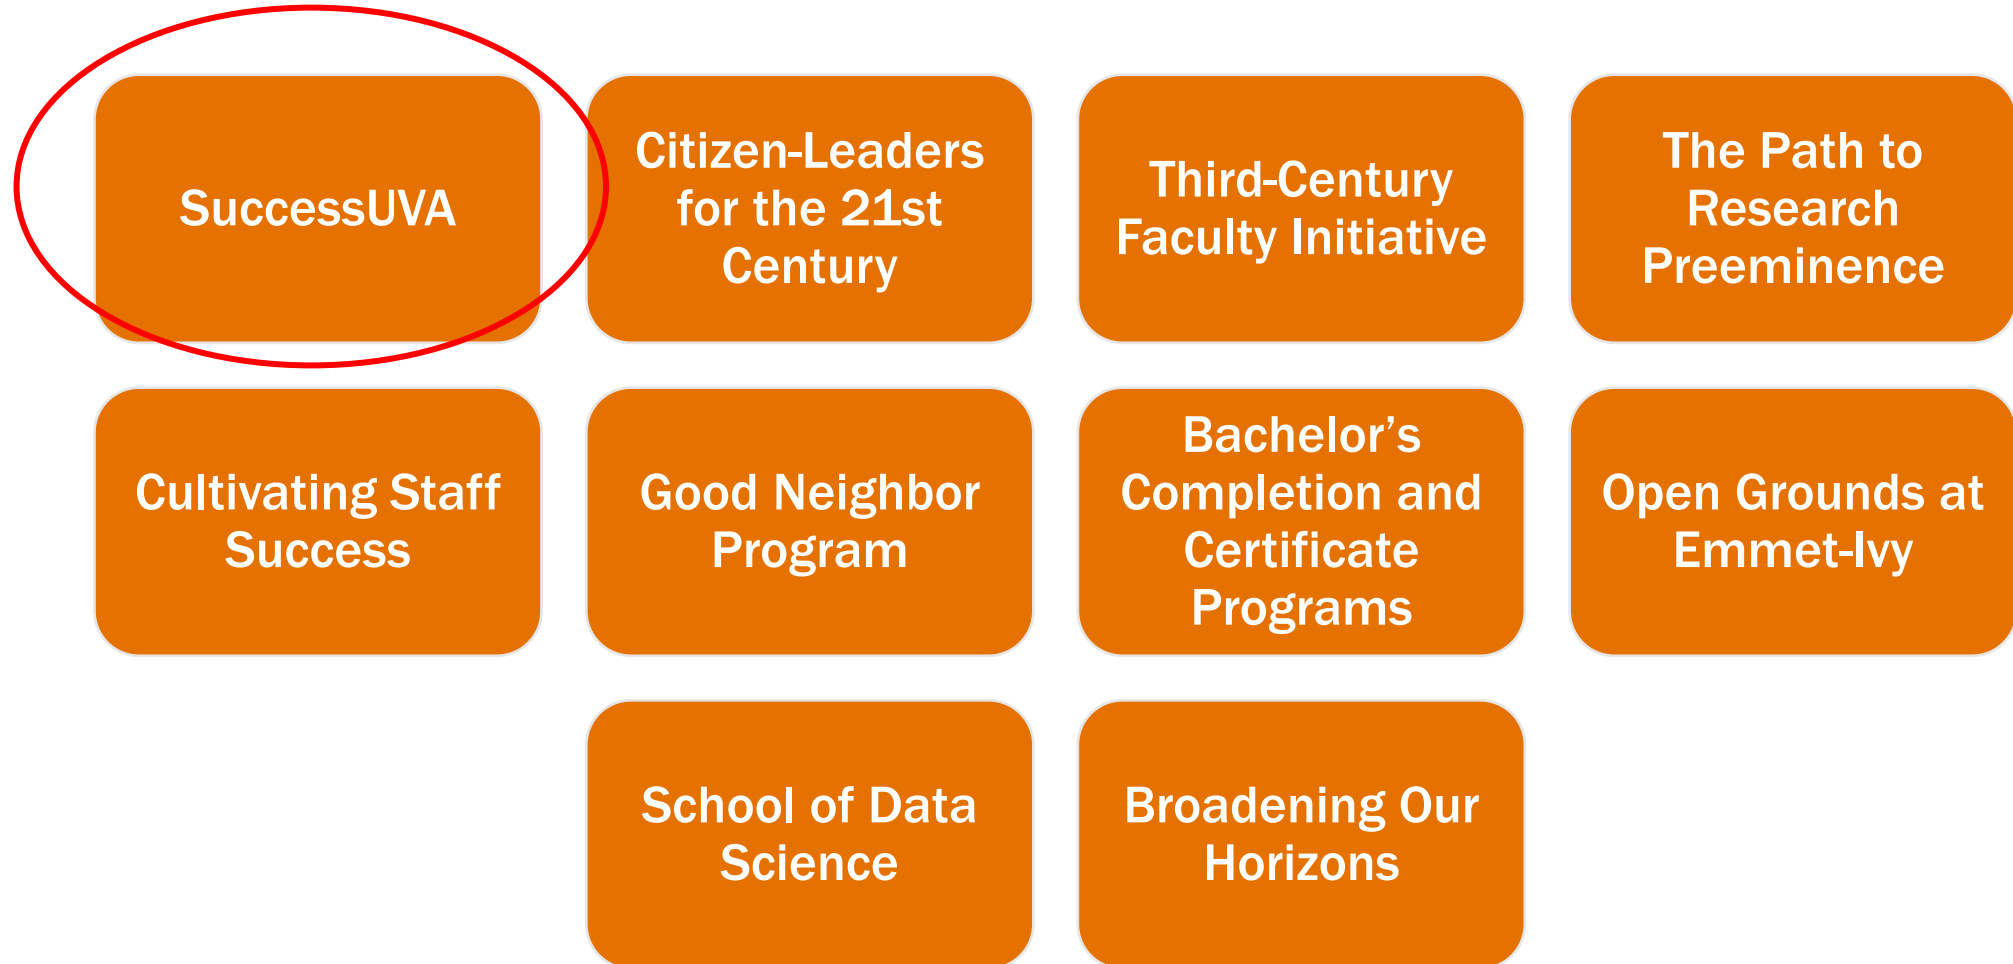 SuccessUVA
Citizen-Leaders
for the 21st
Century
Third-Century
Faculty Initiative
The Path to
Research
Preeminence
Cultivating Staff
Success
Good Neighbor
Program
Bachelor’s
Completion and
Certificate
Programs
Open Grounds at
Emmet-Ivy
School of Data
Science
Broadening Our
Horizons